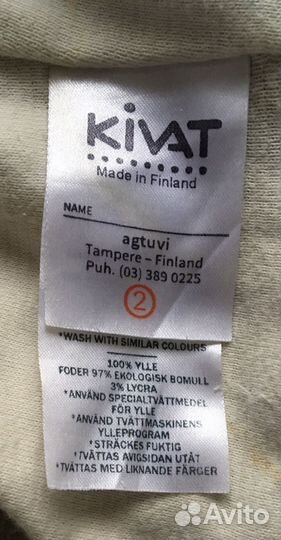 KIVAT
Made in Finland
NAME
agtuvi
Tampere – Finland
Puh. (03) 389 0225
2
*WASH WITH SIMILAR COLOURS
100% YLLE
FODER 97% EKOLOGISK BOMULL
3% LYCRA
*ANVÄND SPECIALTVÄTTMEDEL
FÖR YLLE
*ANVÄND TVÄTTMASKINENS
YLLEPROGRAM
*STRÄCKES FUKTIG
*TVÄTTAS AVIGSIDAN UTÅT
*TVÄTTAS MED LIKNANDE FÄRGER
Avito